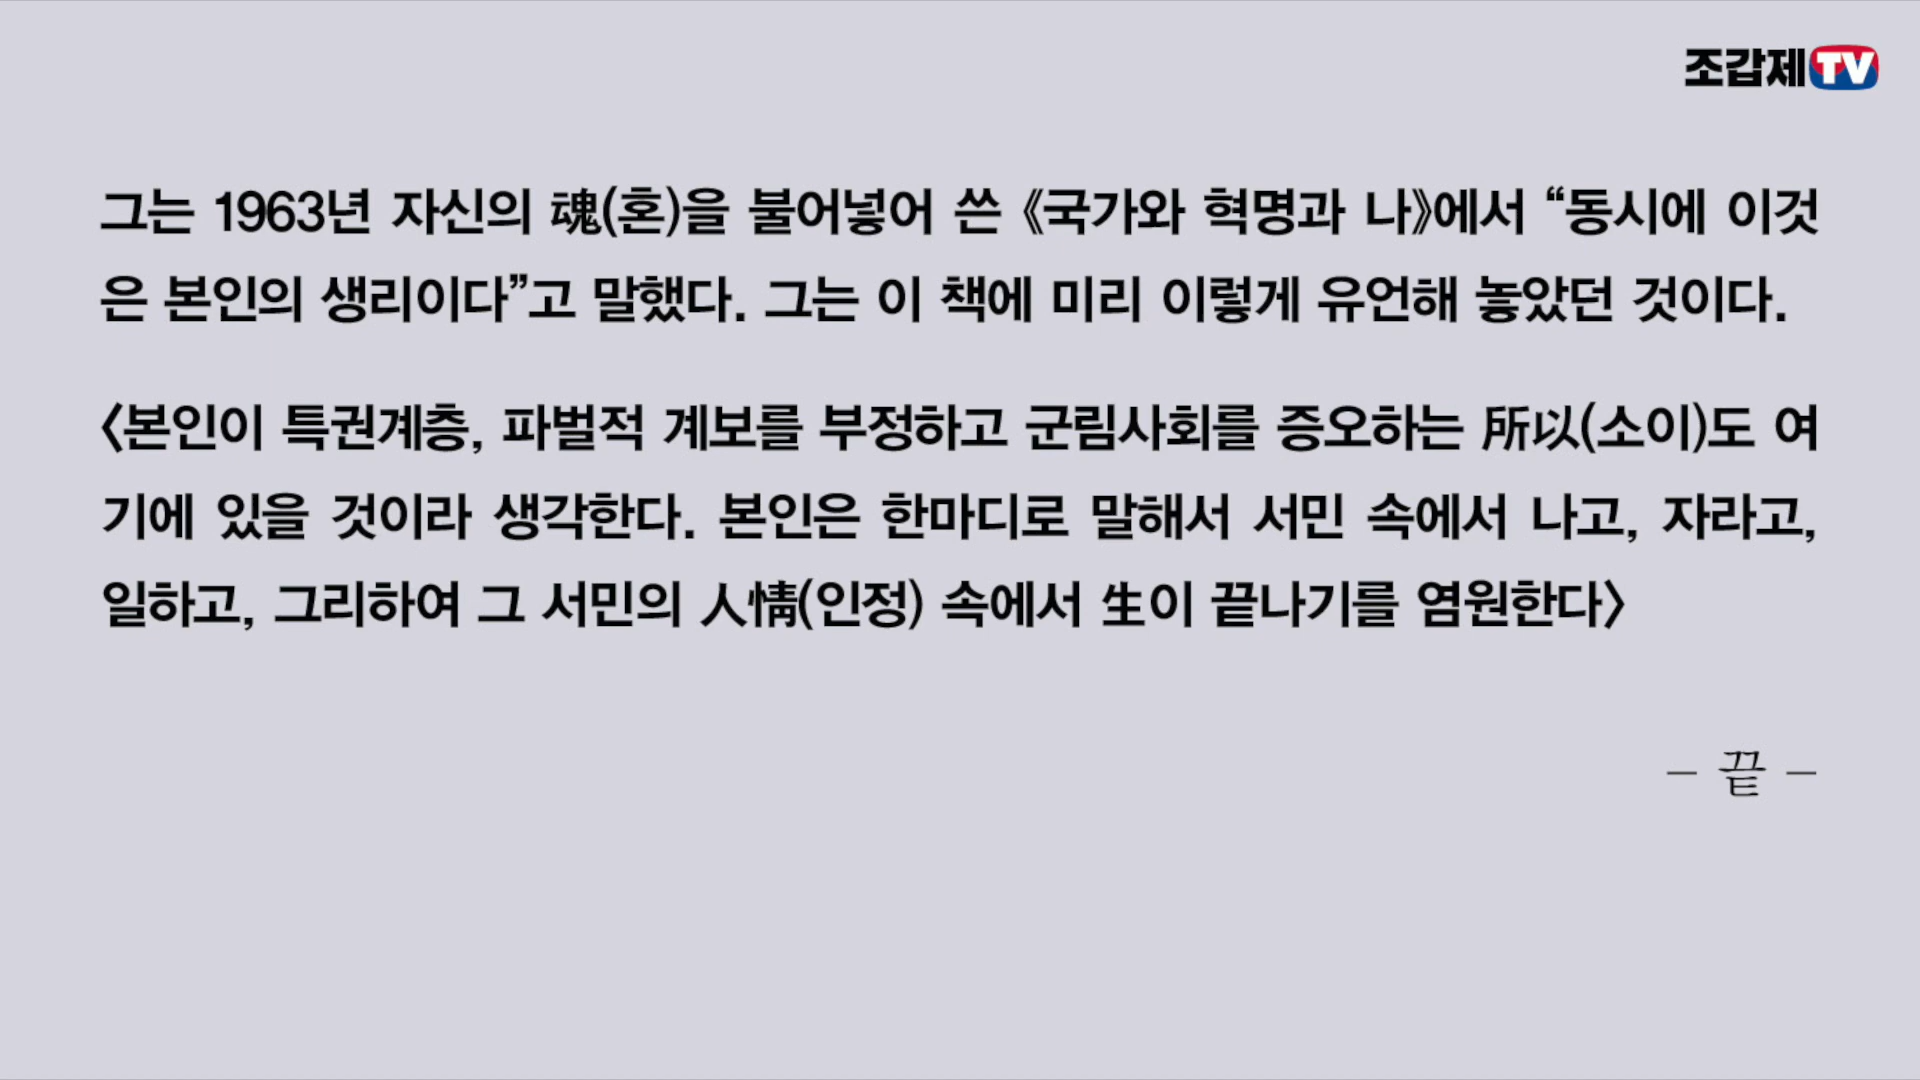 조갑제TV
그는 1963년 자신의 魂(혼)을 불어넣어 쓴 《국가와 혁명과 나》에서 “동시에 이것
은 본인의 생리이다”고 말했다. 그는 이 책에 미리 이렇게 유언해 놓았던 것이다.
〈본인이 특권계층, 파벌적 계보를 부정하고 군림사회를 증오하는 所以(소이)도 여
기에 있을 것이라 생각한다. 본인은 한마디로 말해서 서민 속에서 나고, 자라고,
일하고, 그리하여 그 서민의 人情(인정) 속에서 生이 끝나기를 염원한다〉
– 끝 –